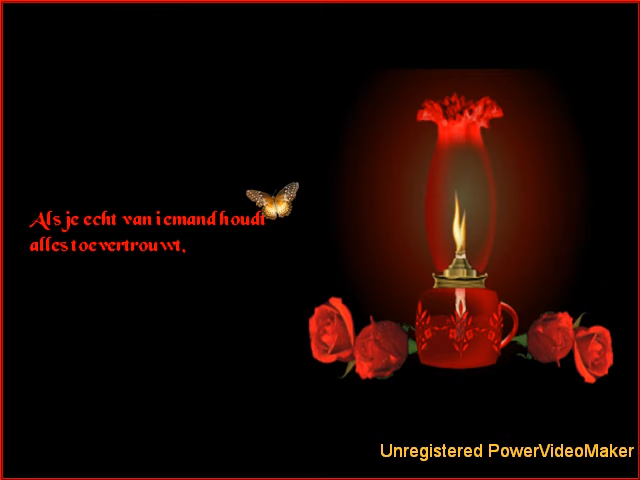 Als je echt van iemand houdt
alles toevertrouwt,
Unregistered PowerVideoMaker